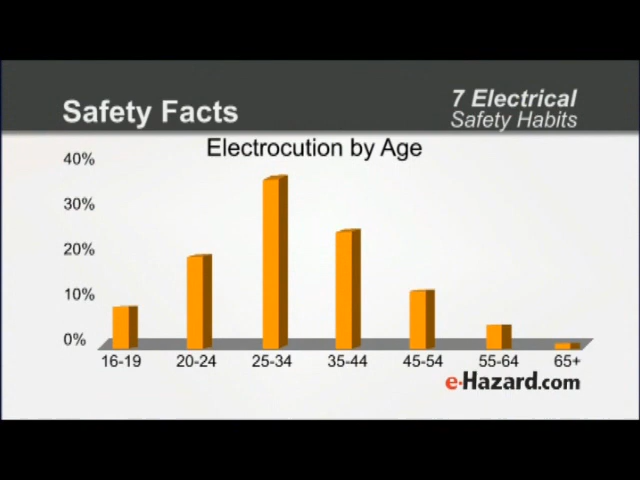 Safety Facts
7 Electrical
Safety Habits
Electrocution by Age
40%
30%
20%
10%
0%
16-19 20-24 25-34 35-44 45-54 55-64 65+
e-Hazard.com